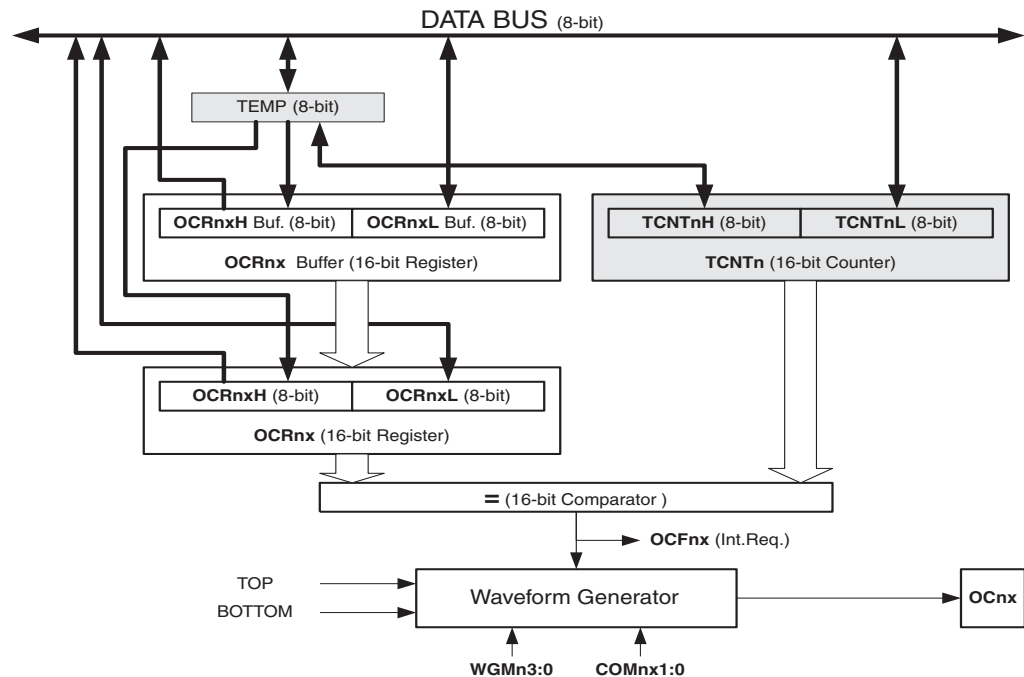 DATA BUS (8-bit)
TEMP (8-bit)
OCRnxH Buf. (8-bit)
OCRnxL Buf. (8-bit)
OCRnx Buffer (16-bit Register)
TCNTnH (8-bit)
TCNTnL (8-bit)
TCNTn (16-bit Counter)
OCRnxH (8-bit)
OCRnxL (8-bit)
OCRnx (16-bit Register)
= (16-bit Comparator )
OCFnx (Int.Req.)
TOP
BOTTOM
Waveform Generator
OCnx
WGMn3:0
COMnx1:0